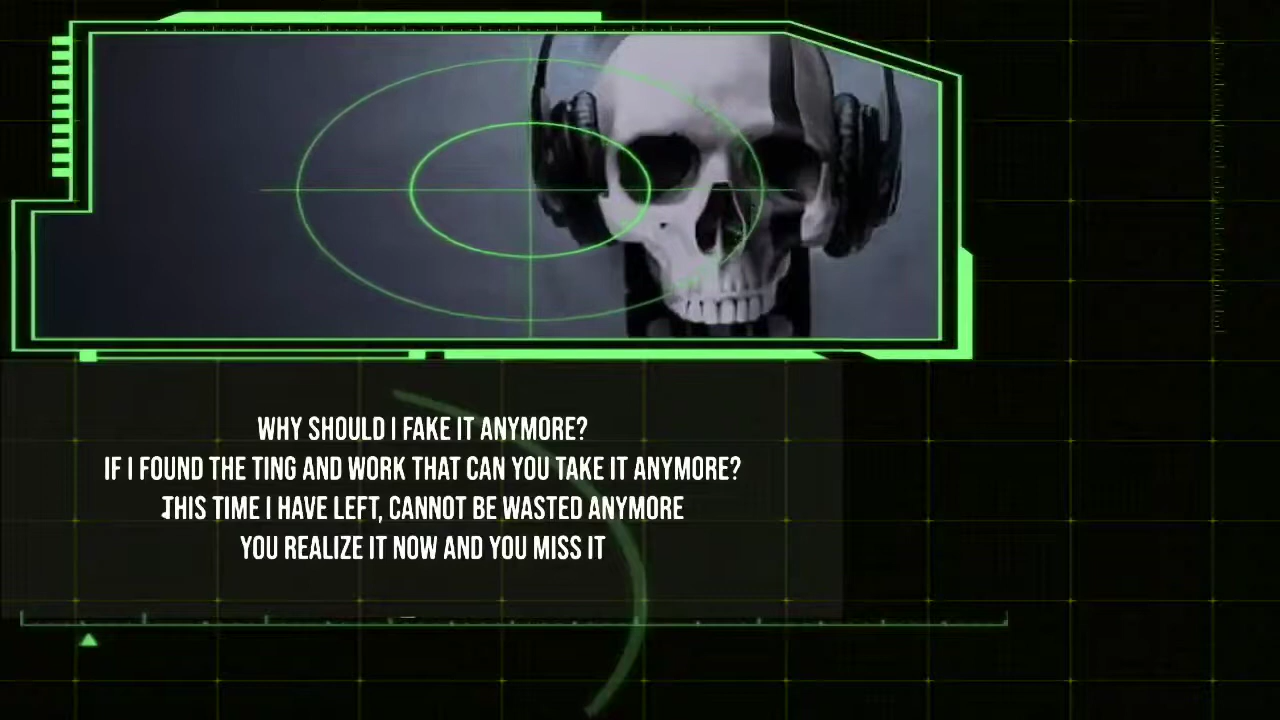 WHY SHOULD I FAKE IT ANYMORE?
IF I FOUND THE TING AND WORK THAT CAN YOU TAKE IT ANYMORE?
THIS TIME I HAVE LEFT, CANNOT BE WASTED ANYMORE
YOU REALIZE IT NOW AND YOU MISS IT